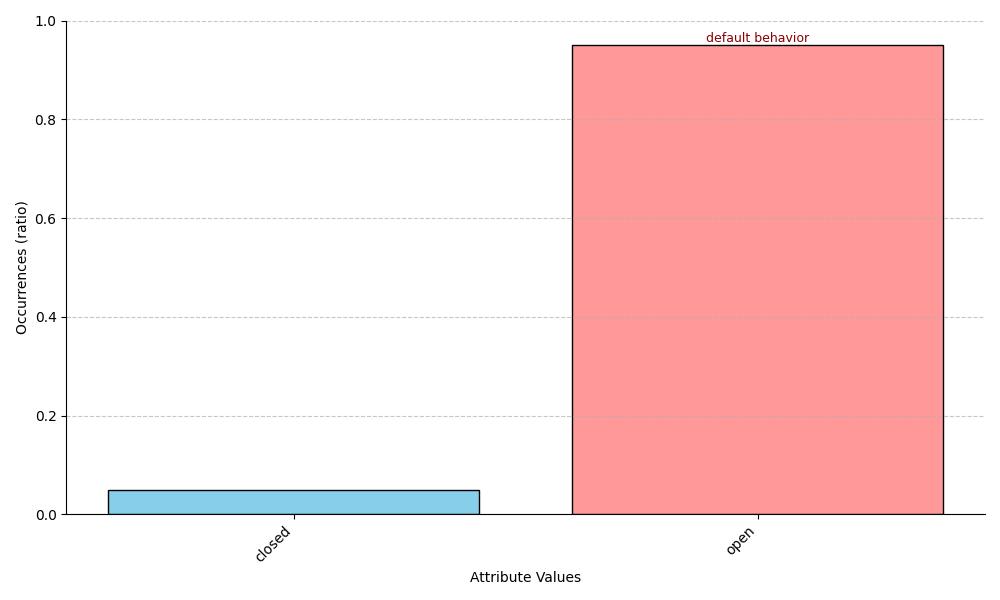 default behavior
Occurrences (ratio)
1.0
0.8
0.6
0.4
0.2
0.0
closed
open
Attribute Values